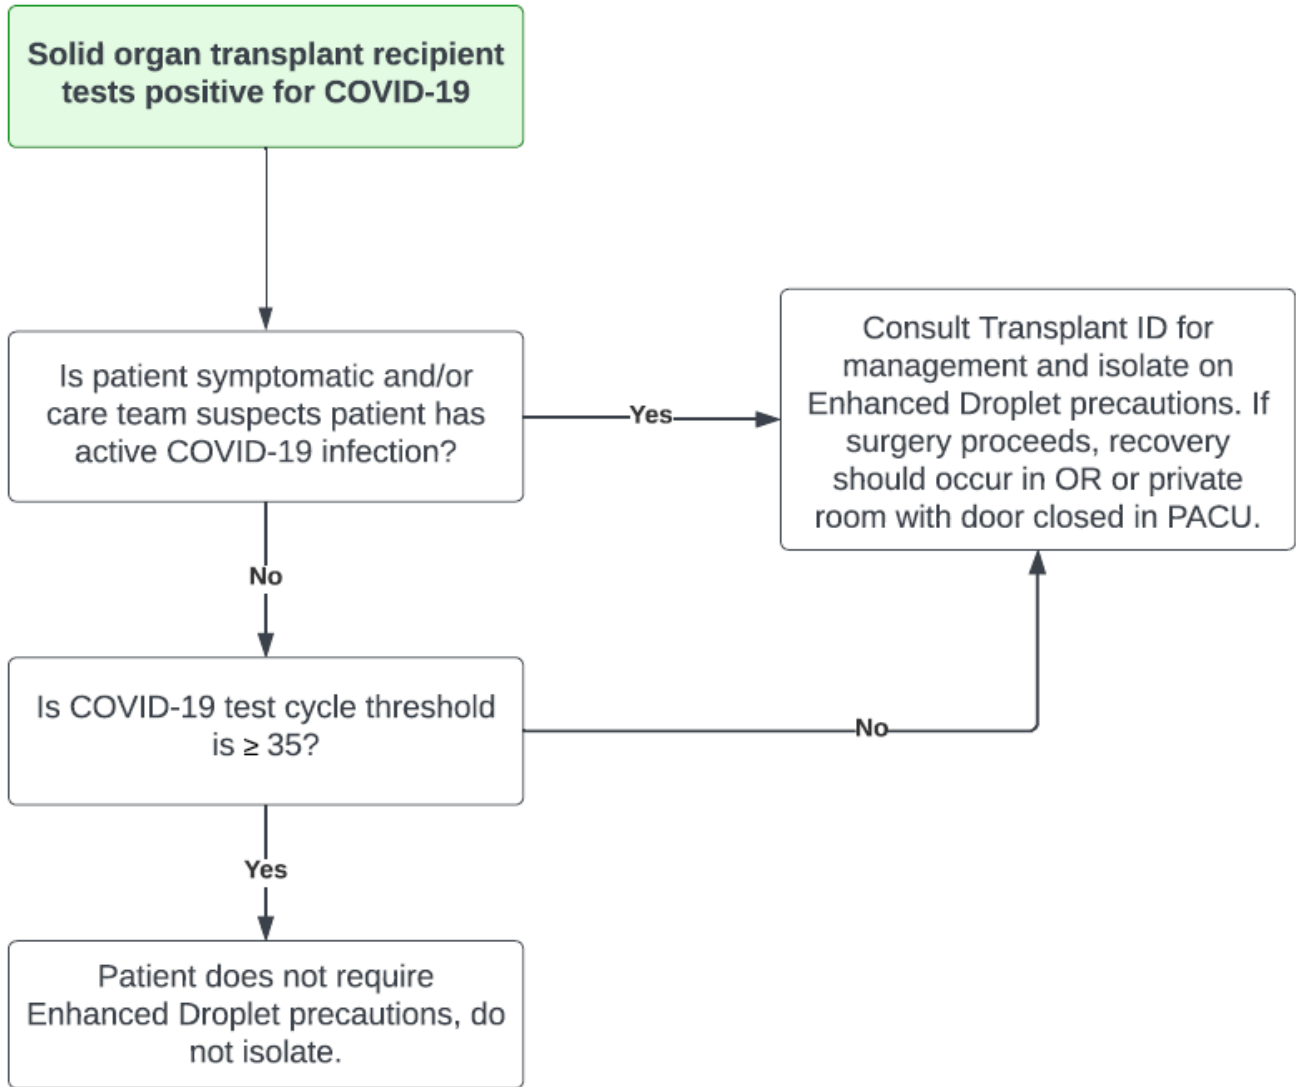 Solid organ transplant recipient
tests positive for COVID-19
Is patient symptomatic and/or
care team suspects patient has
active COVID-19 infection?
Yes
Consult Transplant ID for
management and isolate on
Enhanced Droplet precautions. If
surgery proceeds, recovery
should occur in OR or private
room with door closed in PACU.
No
Is COVID-19 test cycle threshold
is ≥ 35?
No
Yes
Patient does not require
Enhanced Droplet precautions, do
not isolate.